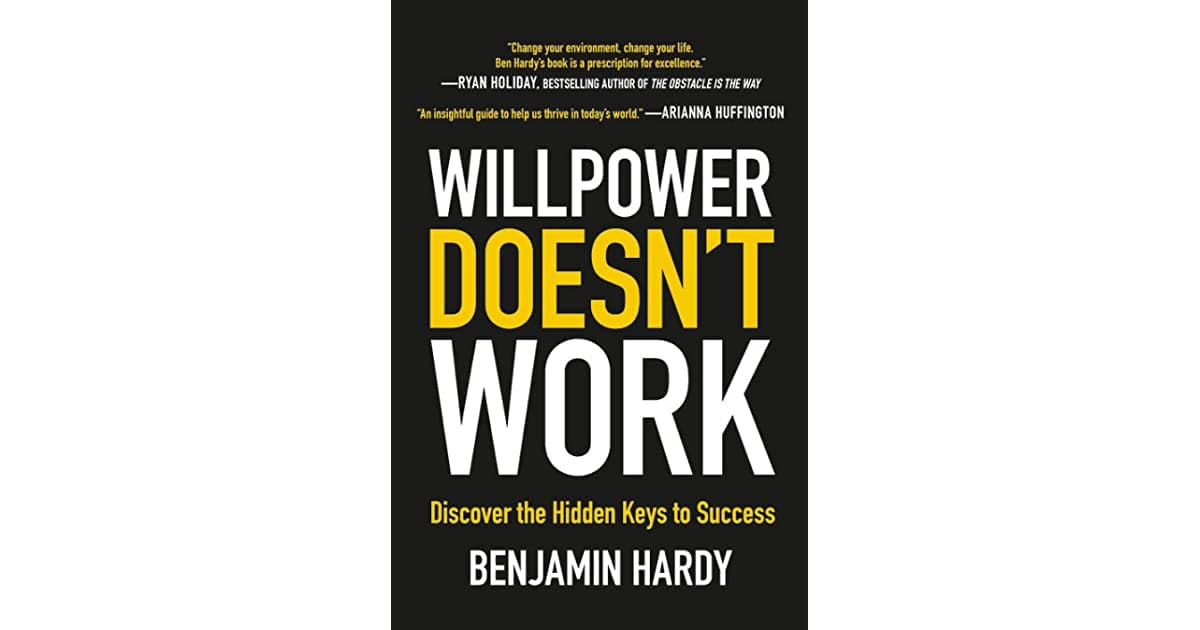 “Change your environment, change your life.
Ben Hardy’s book is a prescription for excellence.”
—RYAN HOLIDAY, BESTSELLING AUTHOR OF THE OBSTACLE IS THE WAY
“An insightful guide to help us thrive in today’s world.” —ARIANNA HUFFINGTON
WILLPOWER
DOESN’T
WORK
Discover the Hidden Keys to Success
BENJAMIN HARDY